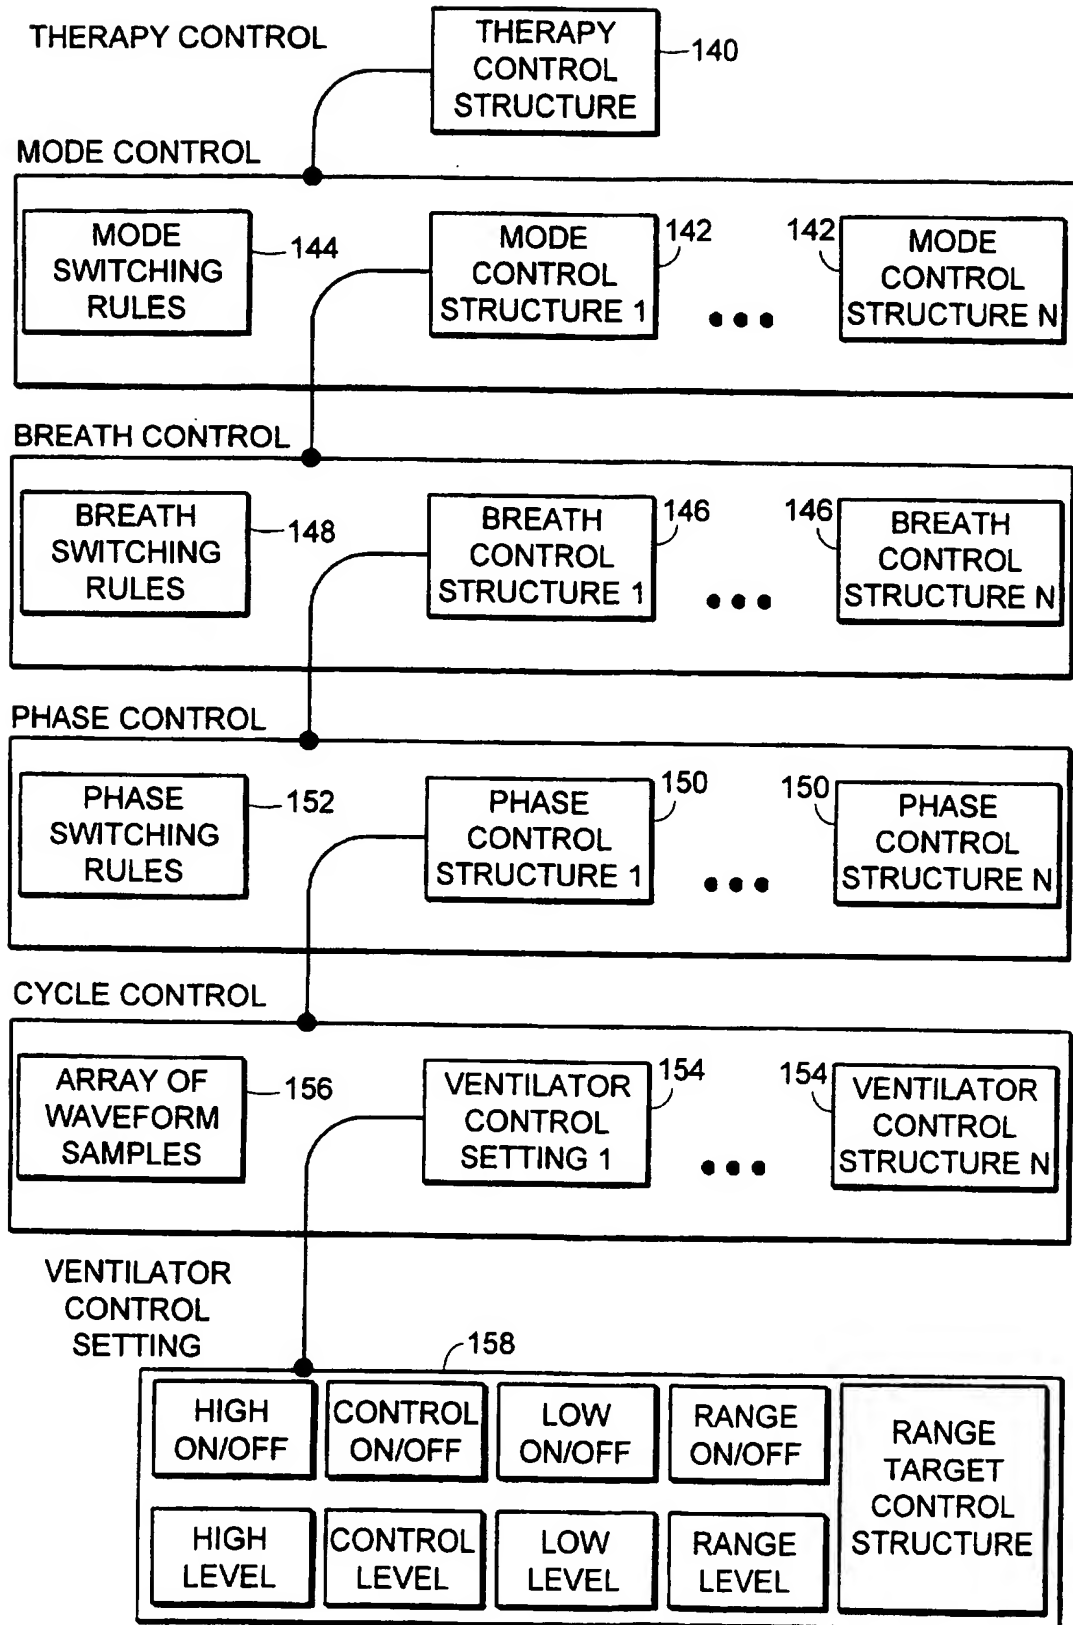 THERAPY CONTROL
THERAPY
CONTROL
STRUCTURE
140
MODE CONTROL
MODE
SWITCHING
RULES
144
MODE
CONTROL
STRUCTURE 1
142
142
MODE
CONTROL
STRUCTURE N
BREATH CONTROL
BREATH
SWITCHING
RULES
148
BREATH
CONTROL
STRUCTURE 1
146
146
BREATH
CONTROL
STRUCTURE N
PHASE CONTROL
PHASE
SWITCHING
RULES
152
PHASE
CONTROL
STRUCTURE 1
150
150
PHASE
CONTROL
STRUCTURE N
CYCLE CONTROL
ARRAY OF
WAVEFORM
SAMPLES
156
VENTILATOR
CONTROL
SETTING 1
154
154
VENTILATOR
CONTROL
STRUCTURE N
VENTILATOR
CONTROL
SETTING
158
HIGH
ON/OFF
CONTROL
ON/OFF
LOW
ON/OFF
RANGE
ON/OFF
RANGE
TARGET
CONTROL
STRUCTURE
HIGH
LEVEL
CONTROL
LEVEL
LOW
LEVEL
RANGE
LEVEL